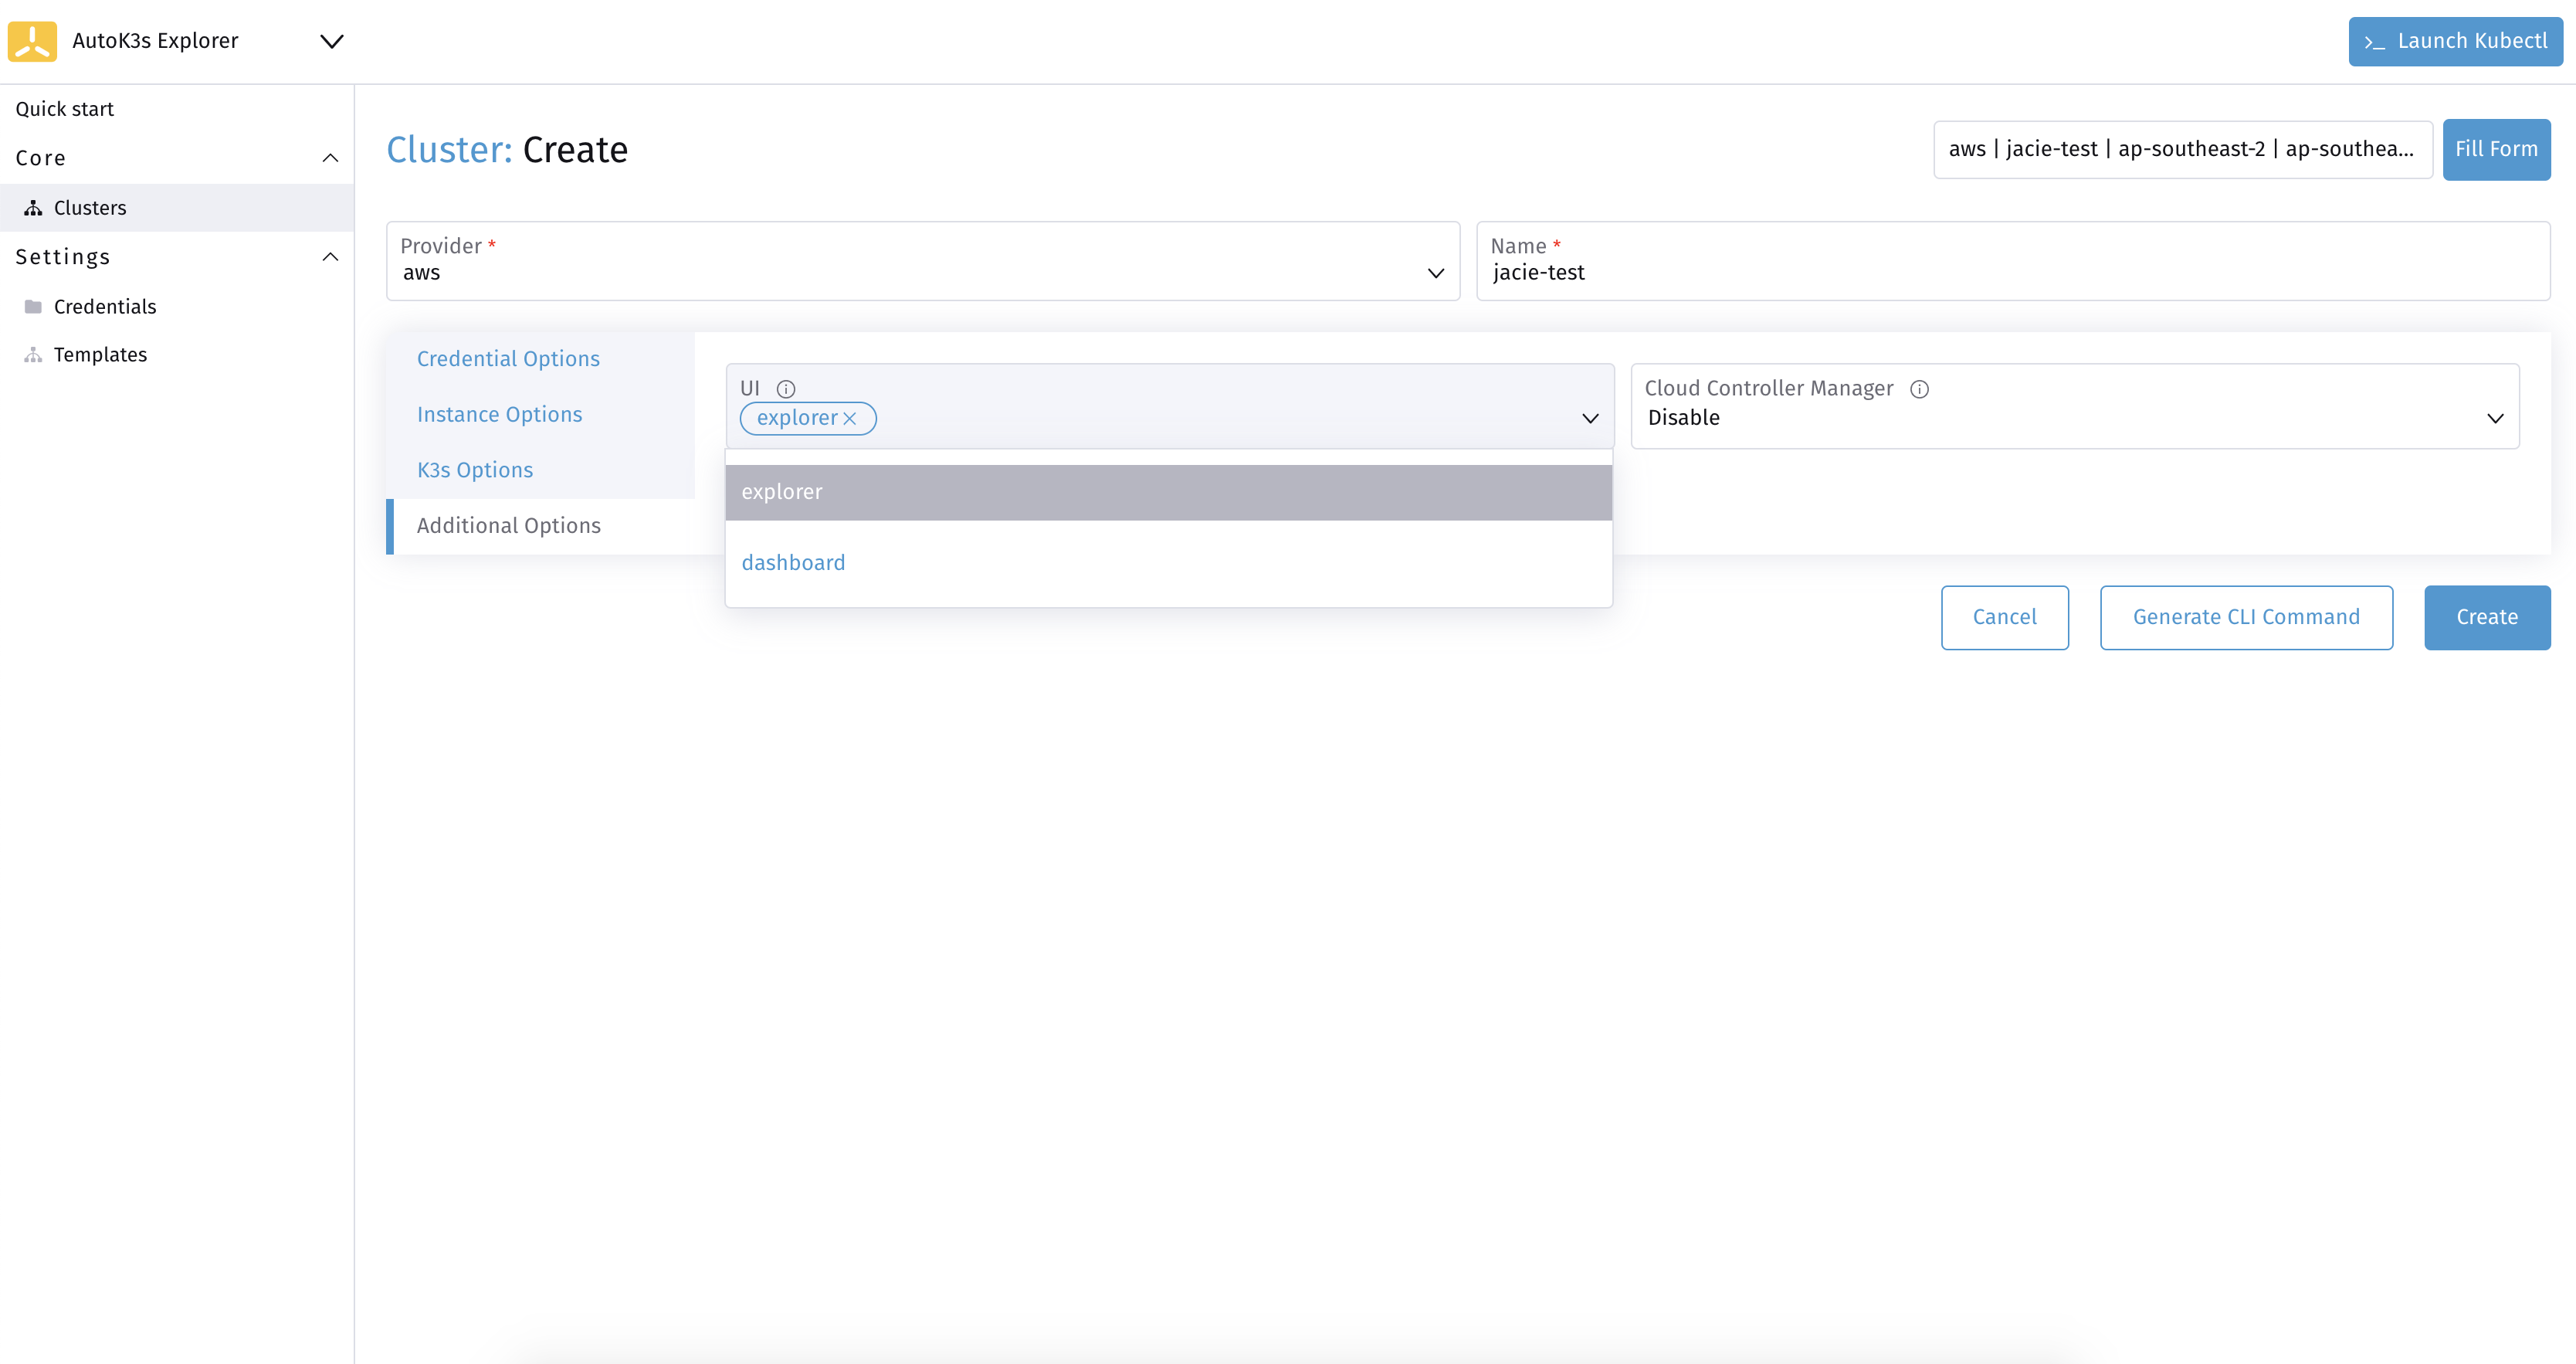 AutoK3s Explorer
>_ Launch Kubectl
Quick start
Core
Clusters
Settings
Credentials
Templates
Cluster: Create
aws | jacie-test | ap-southeast-2 | ap-southea...
Fill Form
Provider *
aws
Name *
jacie-test
Credential Options
Instance Options
K3s Options
Additional Options
UI
explorer
Cloud Controller Manager
Disable
explorer
dashboard
Cancel
Generate CLI Command
Create